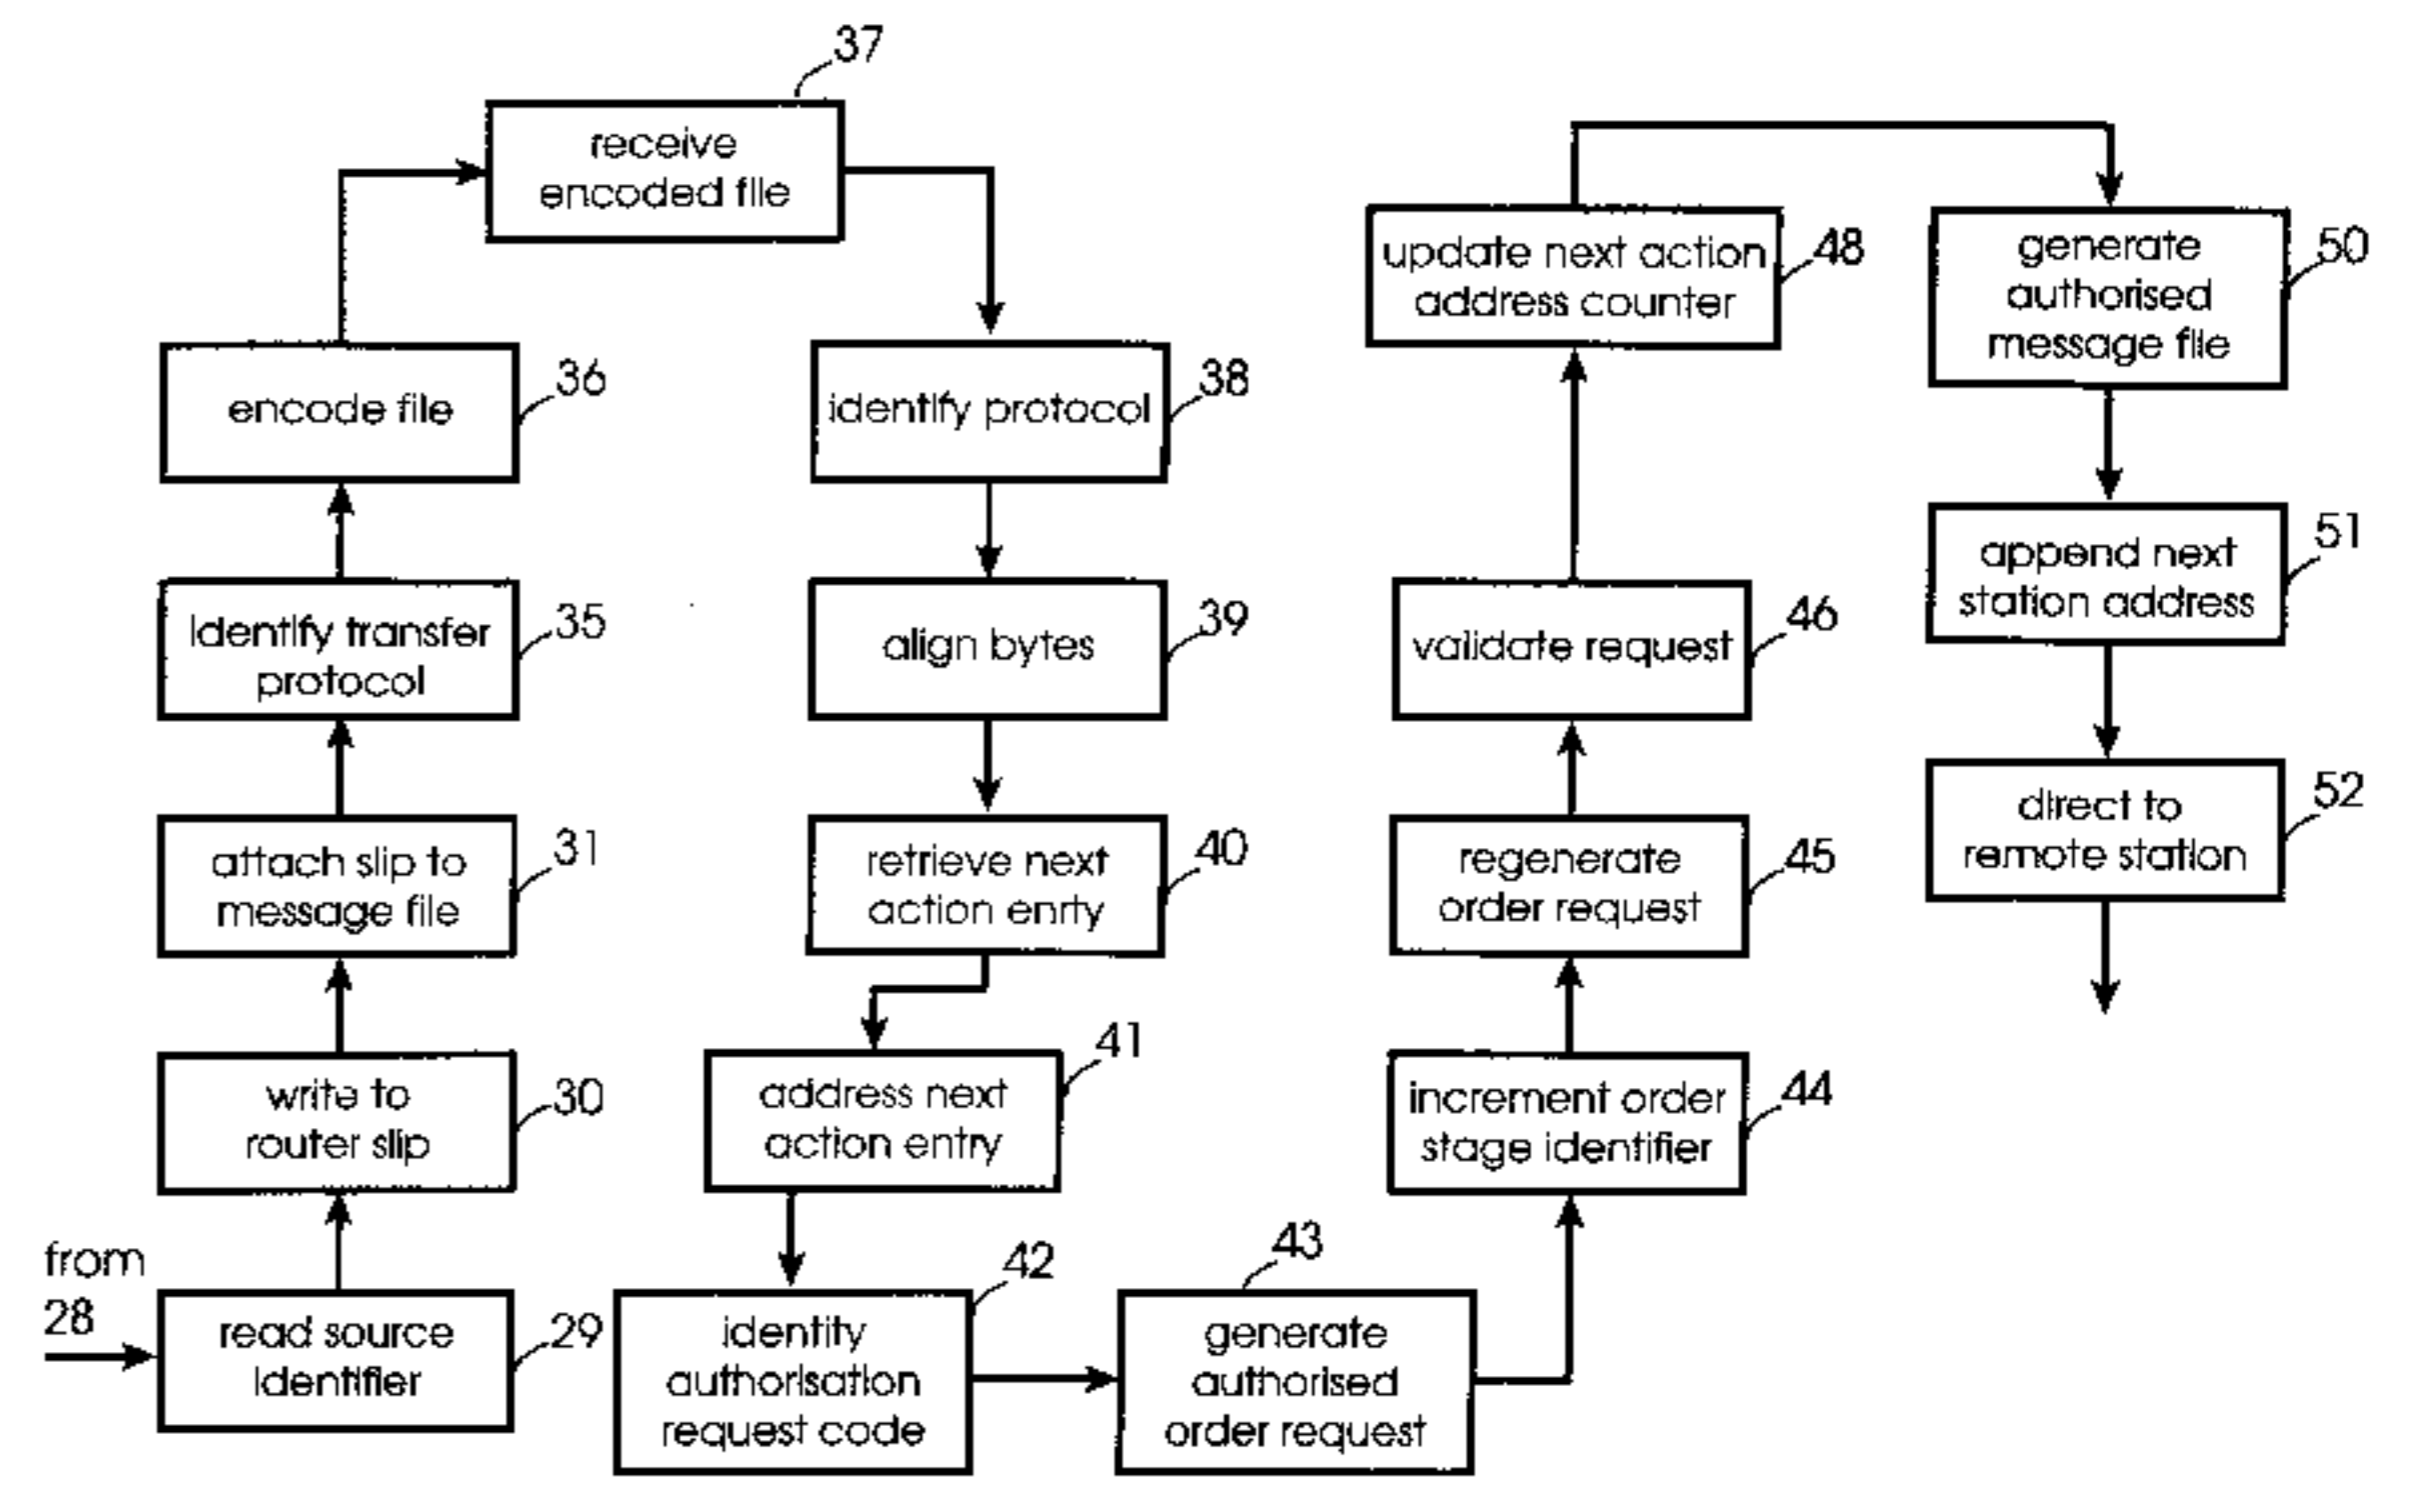 from
28
read source
identifier
29
write to
router slip
30
attach slip to
message file
31
identify transfer
protocol
35
encode file
36
receive
encoded file
37
identify protocol
38
align bytes
39
retrieve next
action enrty
40
address next
action entry
41
identity
authorisation
request code
42
generate
authorised
order request
43
increment order
stage identifier
44
regenerate
order request
45
validate request
46
update next action
address counter
48
generate
authorised
message file
50
append next
station address
51
direct to
remote station
52